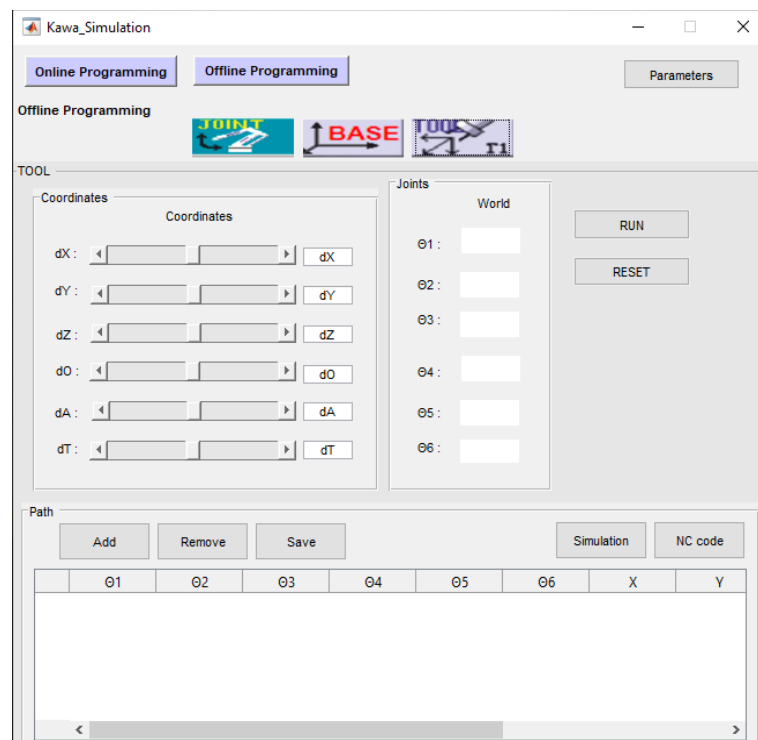 Kawa_Simulation
Online Programming Offline Programming Parameters
Offline Programming
JOINT BASE TOOL T1
TOOL
Coordinates Joints
Coordinates World
RUN
dX : dX Θ1 :
RESET
dY : dY Θ2 :
dZ : dZ Θ3 :
dO : dO Θ4 :
dA : dA Θ5 :
dT : dT Θ6 :
Path
Add Remove Save Simulation NC code
Θ1 Θ2 Θ3 Θ4 Θ5 Θ6 X Y